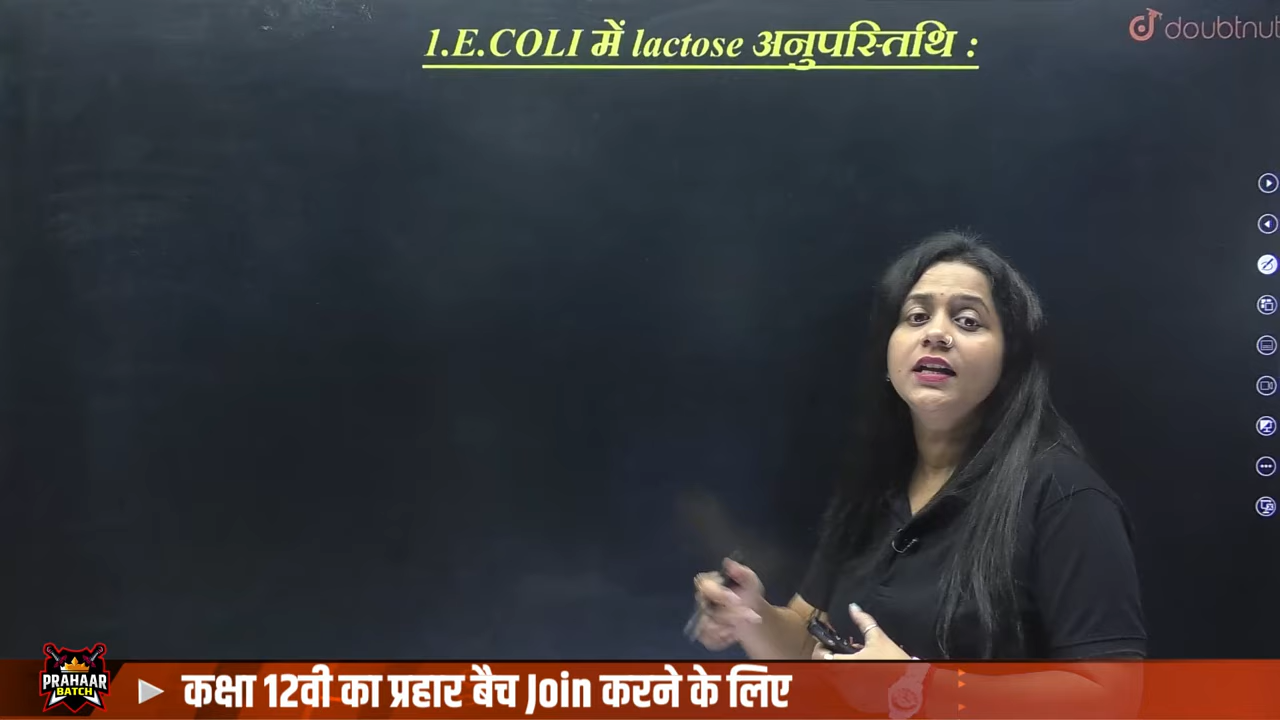 1.E.COLI में lactose अनुपस्तिथि :
doubtnut
PRAHAAR
BATCH
कक्षा 12वी का प्रहार बैच Join करने के लिए